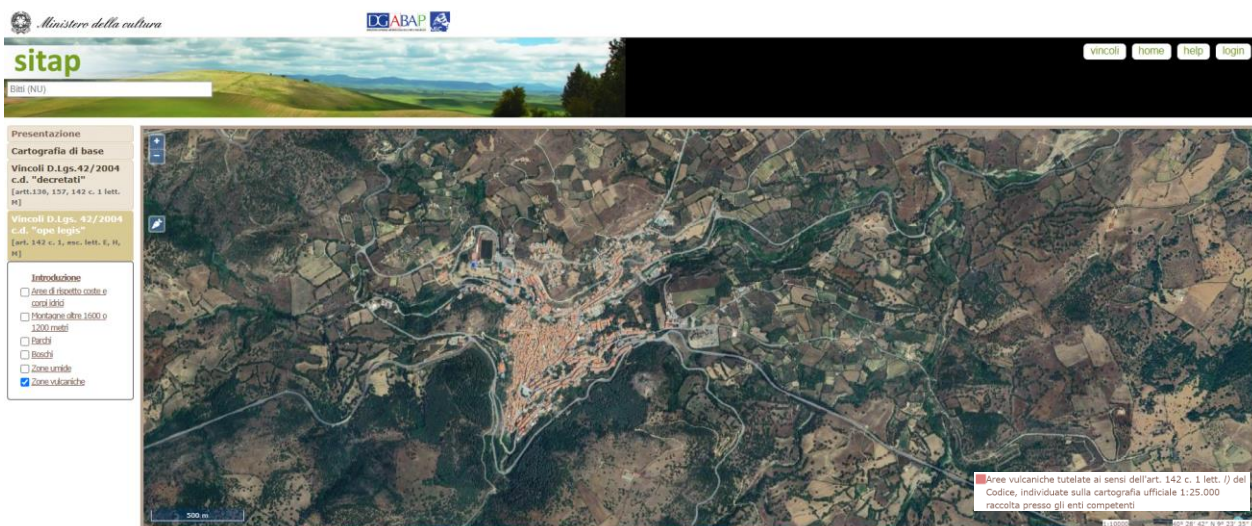 Ministero della cultura
DGABAP
sitap
vincoli home help login
Bitti (NU)
Presentazione
Cartografia di base
Vincoli D.Lgs.42/2004
c.d. "decretati"
[artt.136, 157, 142 c. 1 lett.
M]
Vincoli D.Lgs. 42/2004
c.d. "ope legis"
[art. 142 c. 1, esc. lett. E, H,
M]
Introduzione
Aree di rispetto coste e
corpi idrici
Montagne oltre 1600 o
1200 metri
Parchi
Boschi
Zone umide
Zone vulcaniche
+
−
500 m
Aree vulcaniche tutelate ai sensi dell'art. 142 c. 1 lett. l) del
Codice, individuate sulla cartografia ufficiale 1:25.000
raccolta presso gli enti competenti